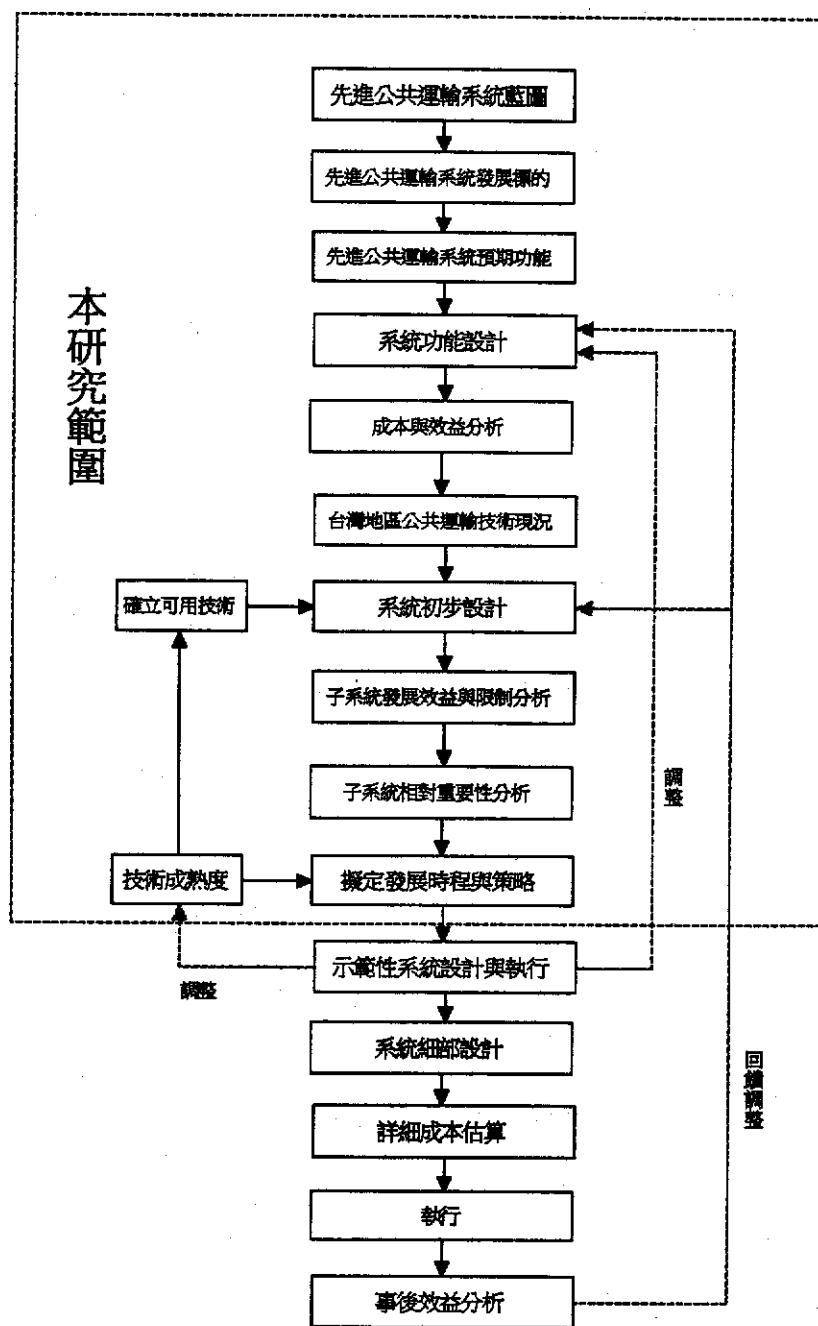 先進公共運輸系統藍圖
先進公共運輸系統發展標的
先進公共運輸系統預期功能
本研究範圍
系統功能設計
成本與效益分析
台灣地區公共運輸技術現況
確立可用技術
系統初步設計
子系統發展效益與限制分析
子系統相對重要性分析
調整
技術成熟度
擬定發展時程與策略
示範性系統設計與執行
調整
系統細部設計
回饋調整
詳細成本估算
執行
事後效益分析